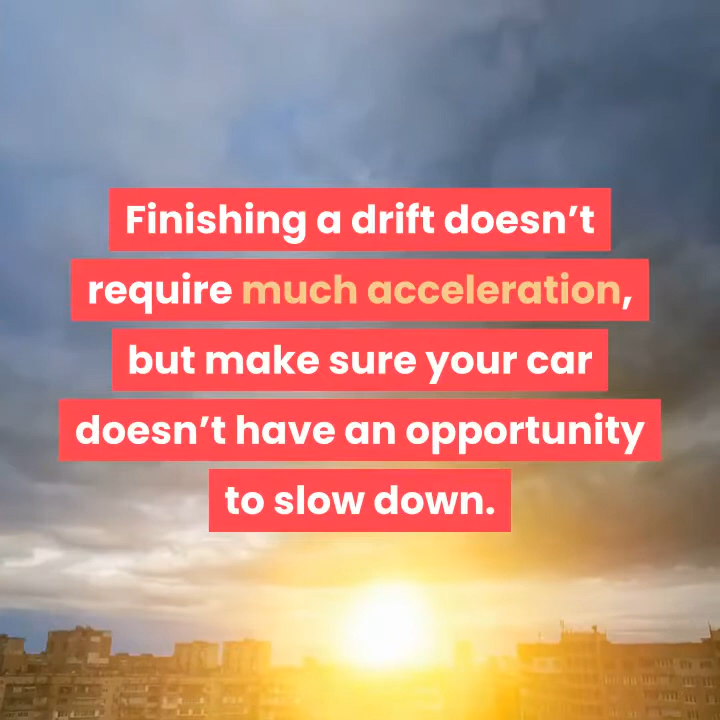 Finishing a drift doesn’t
require much acceleration,
but make sure your car
doesn’t have an opportunity
to slow down.